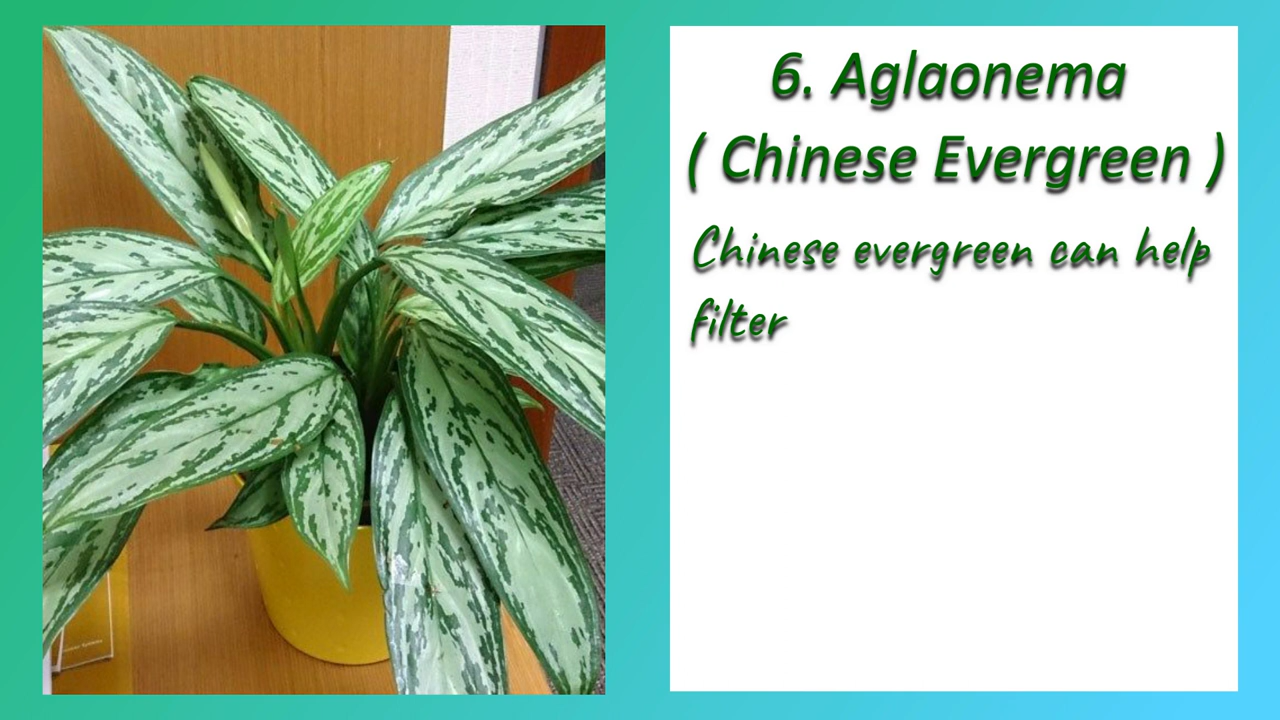 6. Aglaonema
( Chinese Evergreen )
Chinese evergreen can help
filter